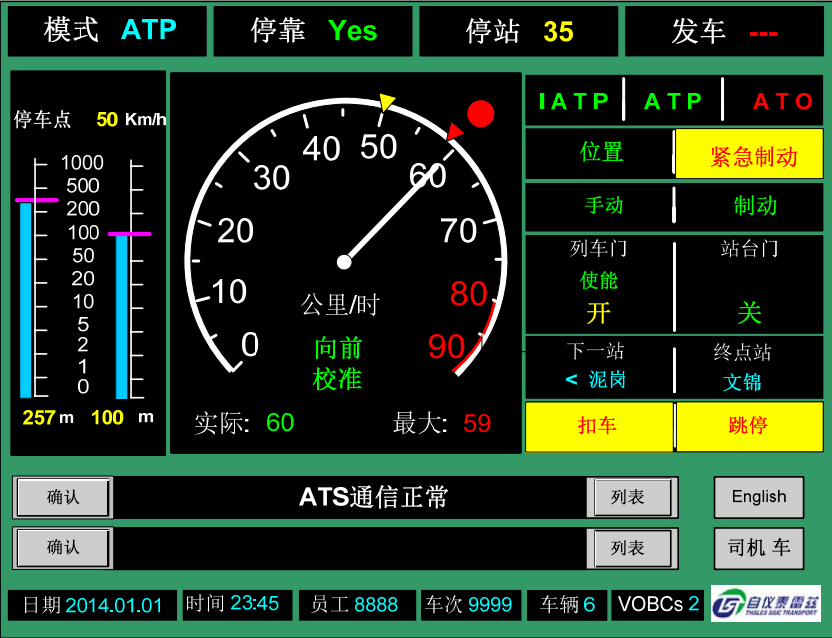 模式 ATP 停靠 Yes 停站 35 发车 ---
停车点 50 Km/h
1000
500
200
100
50
20
10
5
2
1
0
257 m 100 m
0 10 20 30 40 50 60 70 80 90
公里/时
向前
校准
实际: 60 最大: 59
IATP ATP ATO
位置 紧急制动
手动 制动
列车门 站台门
使能
开 关
下一站 终点站
< 泥岗 文锦
扣车 跳停
确认 ATS通信正常 列表 English
确认 列表 司机 车
日期 2014.01.01 时间 23:45 员工 8888 车次 9999 车辆 6 VOBCs 2
自仪泰雷兹
THALES SAIC TRANSPORT